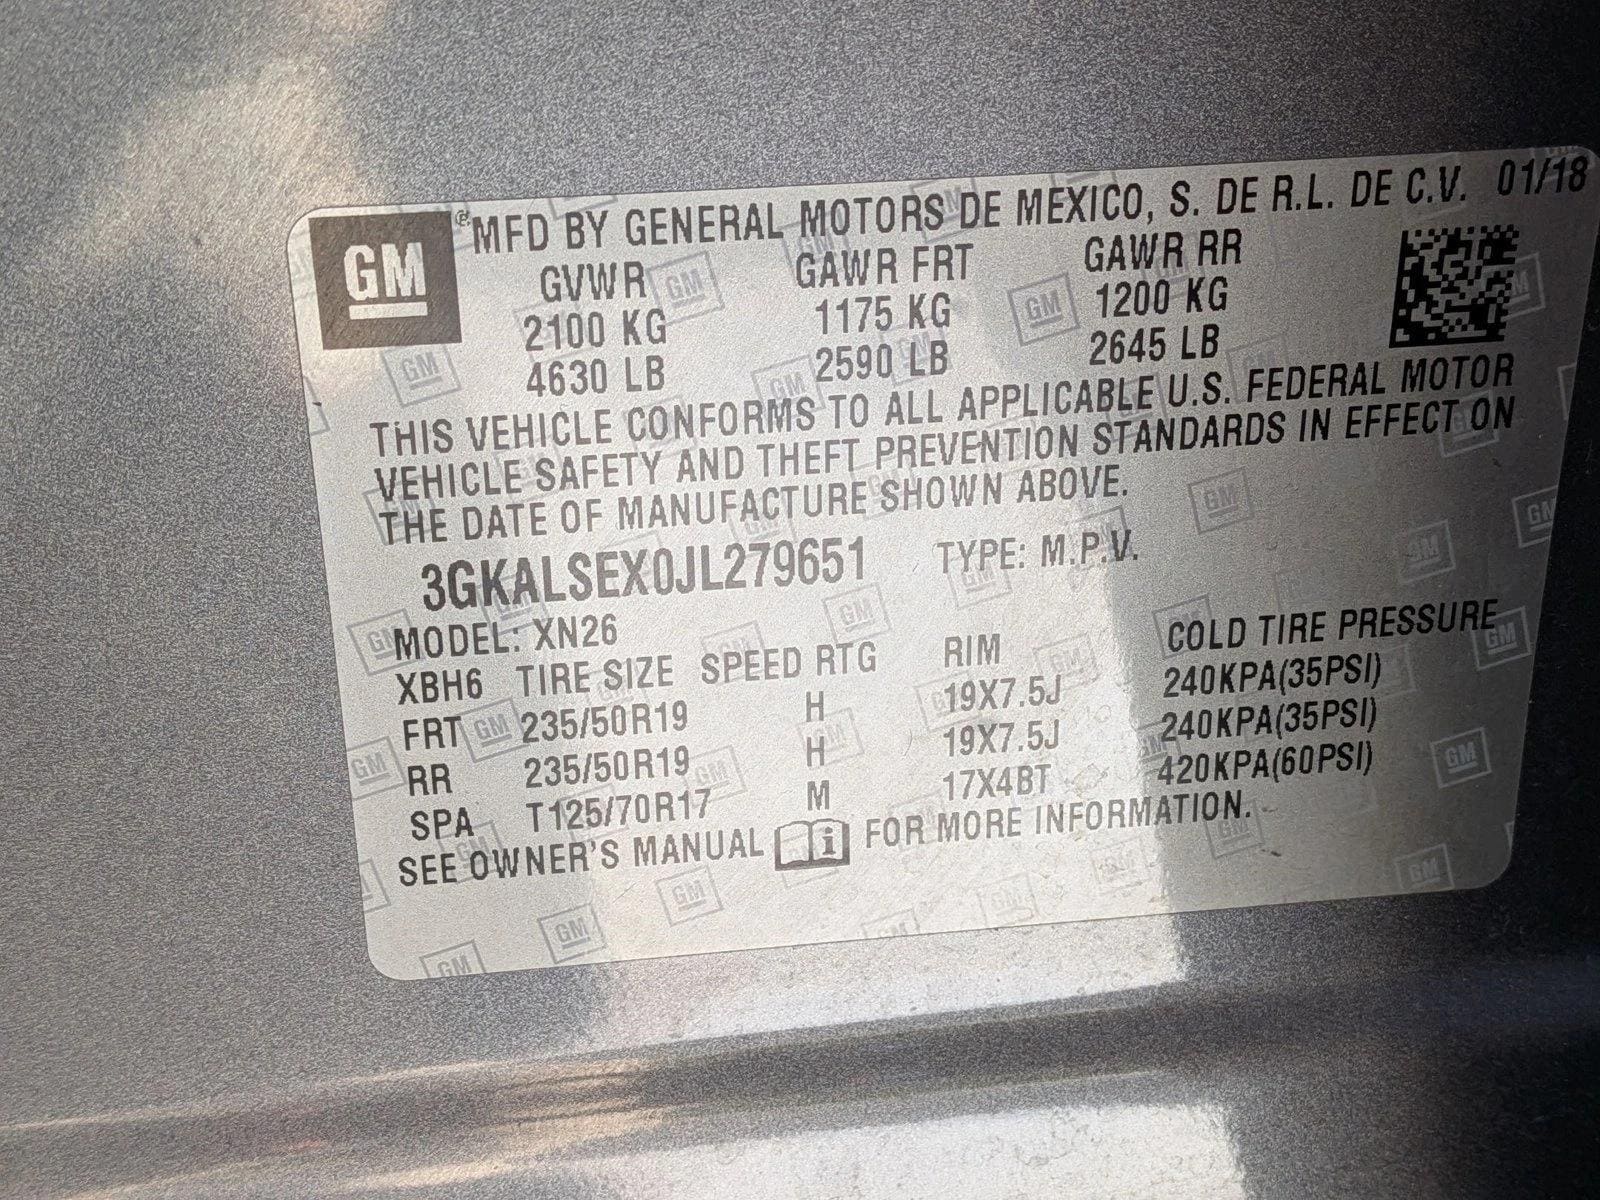 GM ® MFD BY GENERAL MOTORS DE MEXICO, S. DE R.L. DE C.V. 01/18
GVWR GAWR FRT GAWR RR
2100 KG 1175 KG 1200 KG
4630 LB 2590 LB 2645 LB
THIS VEHICLE CONFORMS TO ALL APPLICABLE U.S. FEDERAL MOTOR
VEHICLE SAFETY AND THEFT PREVENTION STANDARDS IN EFFECT ON
THE DATE OF MANUFACTURE SHOWN ABOVE.
3GKALSEX0JL279651 TYPE: M.P.V.
MODEL: XN26
XBH6 TIRE SIZE SPEED RTG RIM COLD TIRE PRESSURE
FRT 235/50R19 H 19X7.5J 240KPA(35PSI)
RR 235/50R19 H 19X7.5J 240KPA(35PSI)
SPA T125/70R17 M 17X4BT 420KPA(60PSI)
SEE OWNER'S MANUAL i FOR MORE INFORMATION.